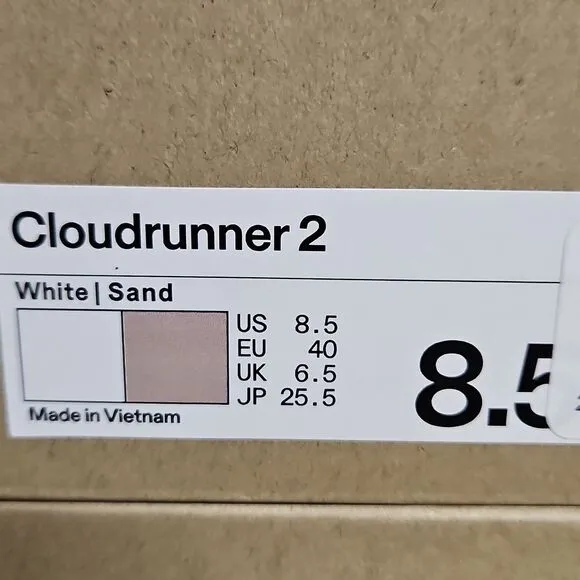 Cloudrunner 2
White | Sand
US 8.5
EU 40
UK 6.5
JP 25.5
8.5
Made in Vietnam